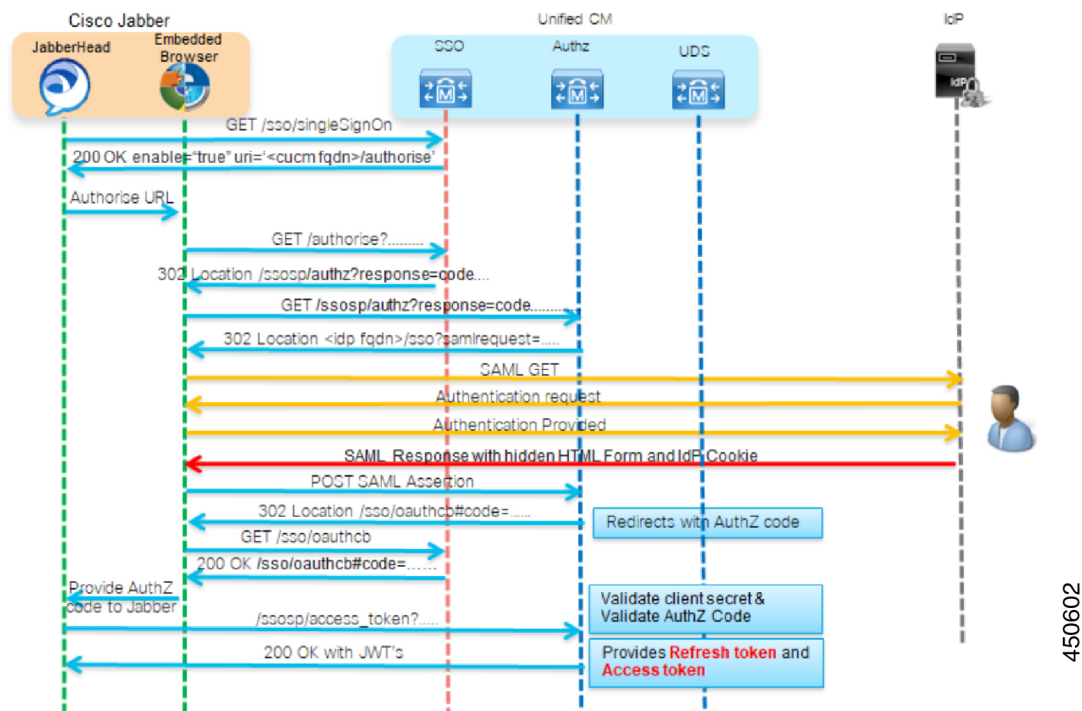 Cisco Jabber
Unified CM
IdP
JabberHead
Embedded
Browser
SSO
Authz
UDS
M
M
M
IdP
GET /sso/singleSignOn
200 OK enable="true" uri='<cucm fqdn>/authorise'
Authorise URL
GET /authorise?.........
302 Location /ssosp/authz?response=code....
GET /ssosp/authz?response=code...........
302 Location <idp fqdn>/sso?samlrequest=.....
SAML GET
Authentication request
Authentication Provided
SAML Response with hidden HTML Form and IdP Cookie
POST SAML Assertion
302 Location /sso/oauthcb#code=......
Redirects with AuthZ code
GET /sso/oauthcb
200 OK /sso/oauthcb#code=.......
Provide AuthZ
code to Jabber
Validate client secret &
Validate AuthZ Code
/ssosp/access_token?.....
200 OK with JWT's
Provides Refresh token and
Access token
450602